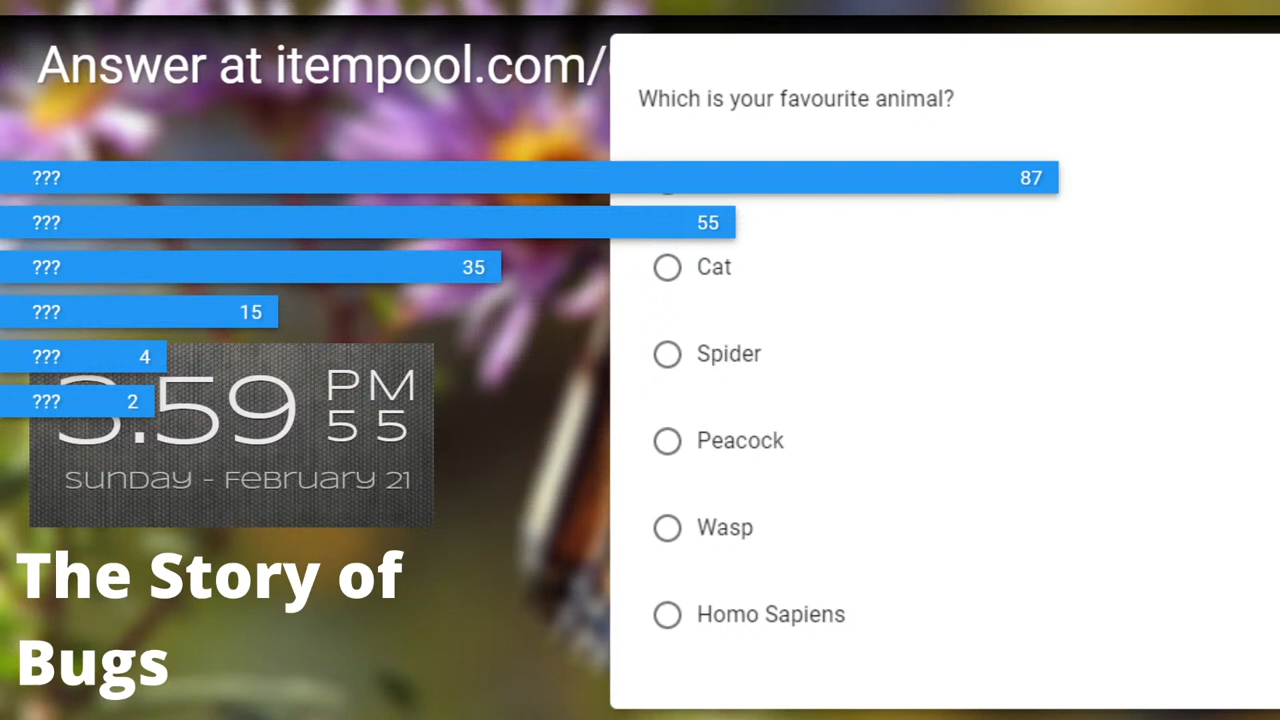 Answer at itempool.com/
Which is your favourite animal?
??? 87
??? 55
??? 35
??? 15
??? 4
??? 2
Cat
Spider
Peacock
Wasp
Homo Sapiens
3:59 PM
55
Sunday - February 21
The Story of
Bugs